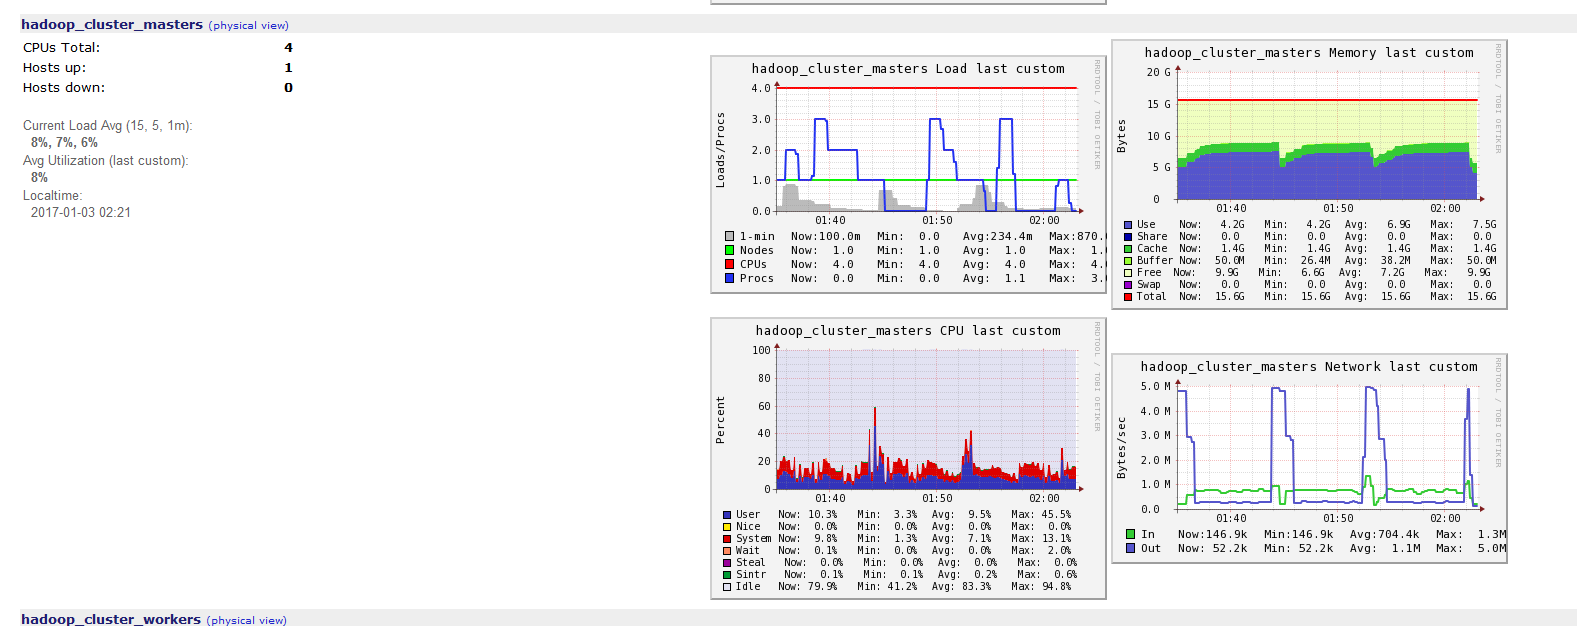 hadoop_cluster_masters (physical view)
CPUs Total: 4
Hosts up: 1
Hosts down: 0
Current Load Avg (15, 5, 1m):
8%, 7%, 6%
Avg Utilization (last custom):
8%
Localtime:
2017-01-03 02:21
hadoop_cluster_masters Load last custom
RRDTOOL / TOBI OETIKER
Loads/Procs
4.0
3.0
2.0
1.0
0.0
01:40 01:50 02:00
1-min Now:100.0m Min: 0.0 Avg:234.4m Max:870.
Nodes Now: 1.0 Min: 1.0 Avg: 1.0 Max: 1.
CPUs Now: 4.0 Min: 4.0 Avg: 4.0 Max: 4.
Procs Now: 0.0 Min: 0.0 Avg: 1.1 Max: 3.
hadoop_cluster_masters Memory last custom
RRDTOOL / TOBI OETIKER
Bytes
20 G
15 G
10 G
5 G
0
01:40 01:50 02:00
Use Now: 4.2G Min: 4.2G Avg: 6.9G Max: 7.5G
Share Now: 0.0 Min: 0.0 Avg: 0.0 Max: 0.0
Cache Now: 1.4G Min: 1.4G Avg: 1.4G Max: 1.4G
Buffer Now: 50.0M Min: 26.4M Avg: 38.2M Max: 50.0M
Free Now: 9.9G Min: 6.6G Avg: 7.2G Max: 9.9G
Swap Now: 0.0 Min: 0.0 Avg: 0.0 Max: 0.0
Total Now: 15.6G Min: 15.6G Avg: 15.6G Max: 15.6G
hadoop_cluster_masters CPU last custom
RRDTOOL / TOBI OETIKER
Percent
100
80
60
40
20
0
01:40 01:50 02:00
User Now: 10.3% Min: 3.3% Avg: 9.5% Max: 45.5%
Nice Now: 0.0% Min: 0.0% Avg: 0.0% Max: 0.0%
System Now: 9.8% Min: 1.3% Avg: 7.1% Max: 13.1%
Wait Now: 0.1% Min: 0.0% Avg: 0.0% Max: 2.0%
Steal Now: 0.0% Min: 0.0% Avg: 0.0% Max: 0.0%
Sintr Now: 0.1% Min: 0.1% Avg: 0.2% Max: 0.6%
Idle Now: 79.9% Min: 41.2% Avg: 83.3% Max: 94.8%
hadoop_cluster_masters Network last custom
RRDTOOL / TOBI OETIKER
Bytes/sec
5.0 M
4.0 M
3.0 M
2.0 M
1.0 M
0.0
01:40 01:50 02:00
In Now:146.9k Min:146.9k Avg:704.4k Max: 1.3M
Out Now: 52.2k Min: 52.2k Avg: 1.1M Max: 5.0M
hadoop_cluster_workers (physical view)